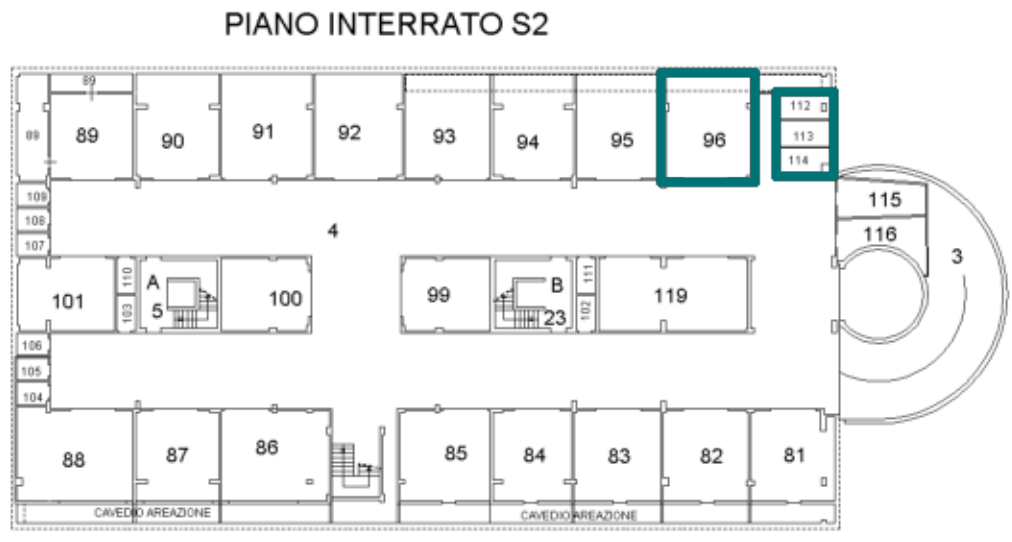 PIANO INTERRATO S2
89
89 89 90 91 92 93 94 95 96 112
113
114
109
108
107
4
115
116
3
101 110
103 A
5 100 99 B
23 111
102 119
106
105
104
88 87 86 85 84 83 82 81
CAVEDIO AREAZIONE CAVEDIO AREAZIONE